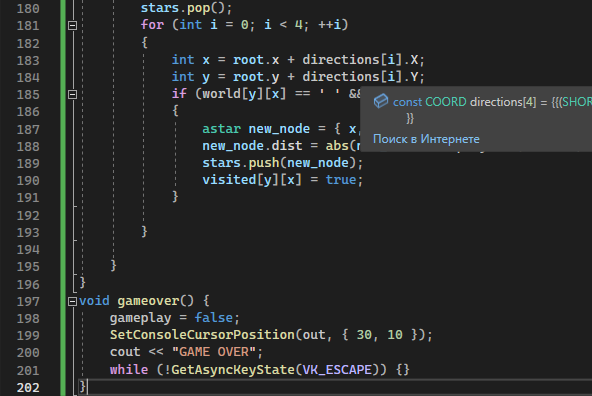 180 stars.pop();
181 for (int i = 0; i < 4; ++i)
182 {
183 int x = root.x + directions[i].X;
184 int y = root.y + directions[i].Y;
185 if (world[y][x] == ' ' &&
const COORD directions[4] = {{(SHOR
}}
Поиск в Интернете
186 {
187 astar new_node = { x,
188 new_node.dist = abs(
189 stars.push(new_node);
190 visited[y][x] = true;
191 }
192
193 }
194
195 }
196 }
197 void gameover() {
198 gameplay = false;
199 SetConsoleCursorPosition(out, { 30, 10 });
200 cout << "GAME OVER";
201 while (!GetAsyncKeyState(VK_ESCAPE)) {}
202 }